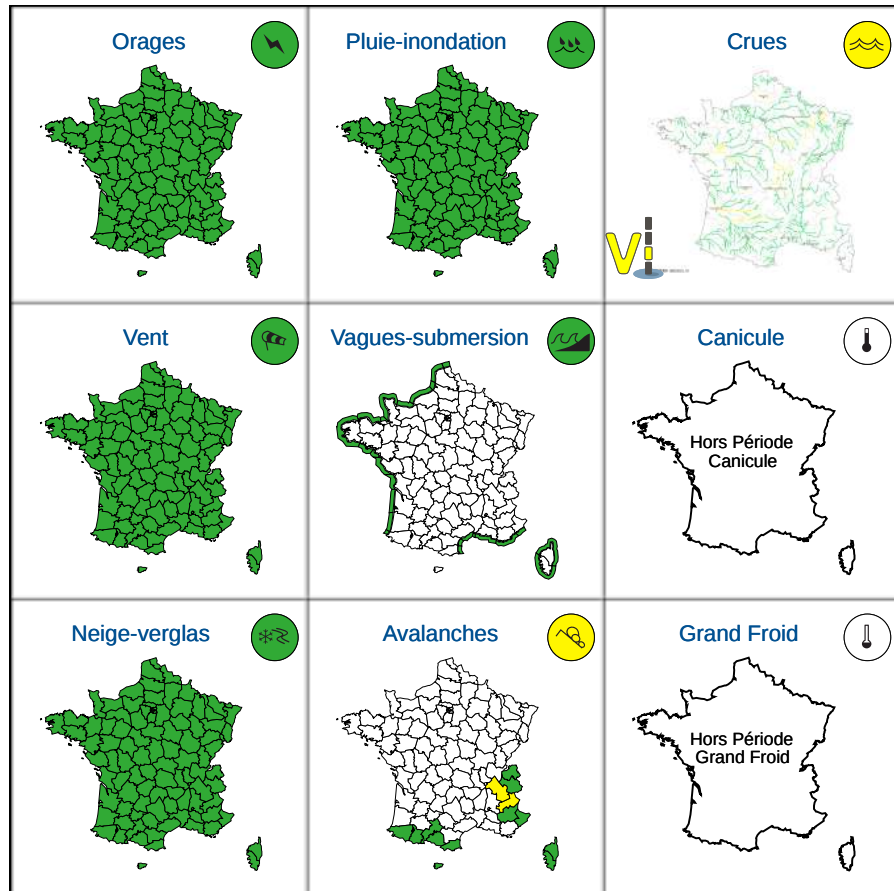 Orages
Pluie-inondation
Crues
Vi
Vent
Vagues-submersion
Canicule
Hors Période
Canicule
Neige-verglas
Avalanches
Grand Froid
Hors Période
Grand Froid